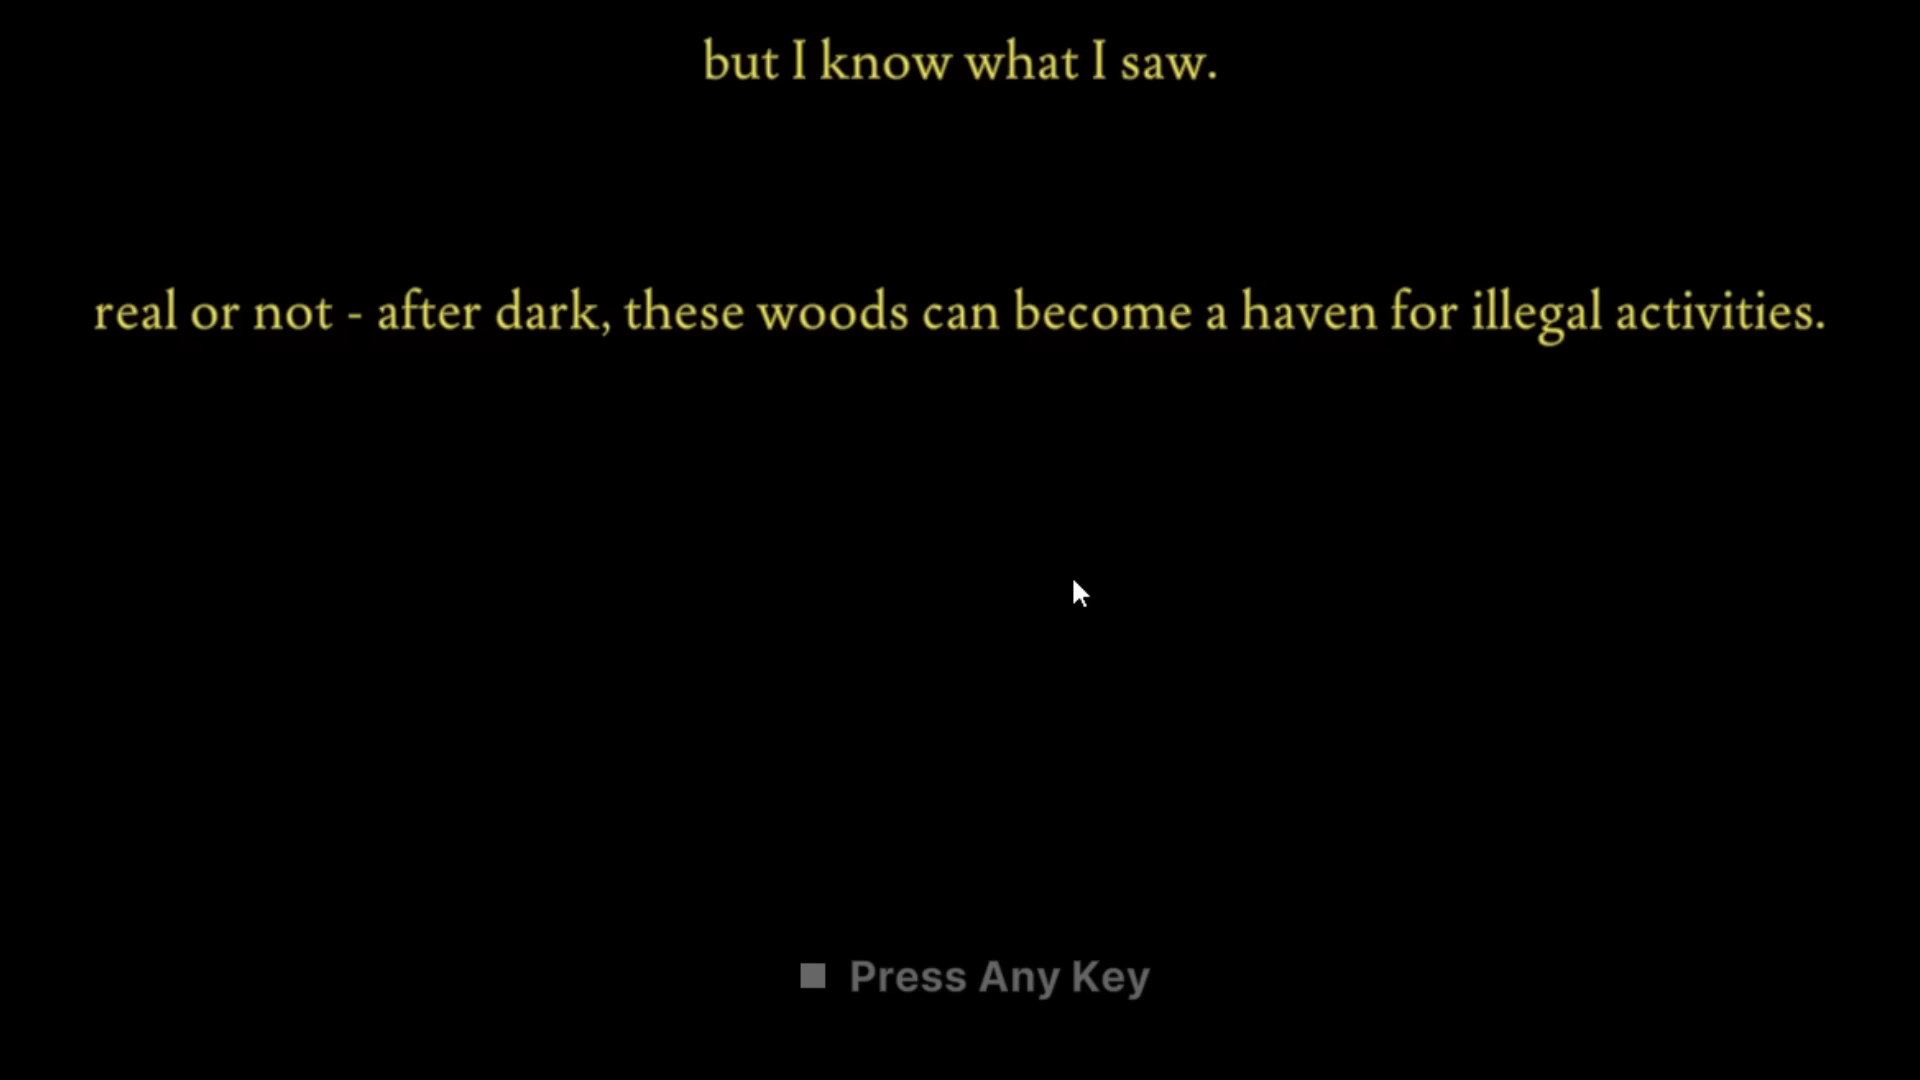 but I know what I saw.
real or not - after dark, these woods can become a haven for illegal activities.
Press Any Key